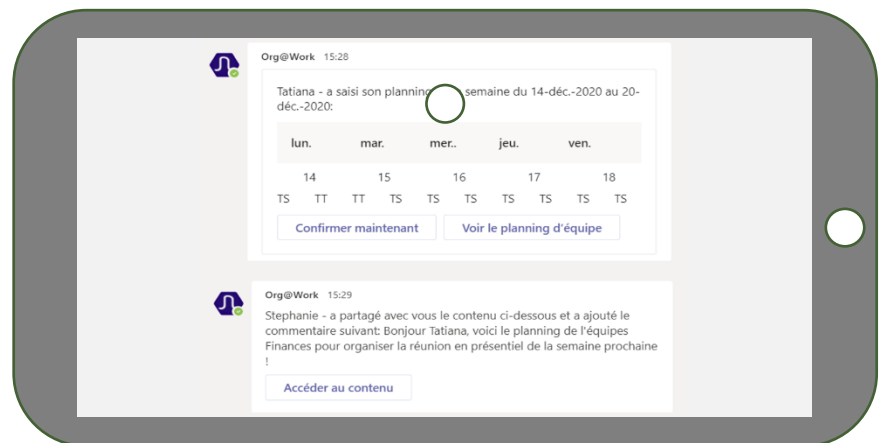 Org@Work 15:28
Tatiana - a saisi son planning semaine du 14-déc.-2020 au 20-
déc.-2020:
lun. mar. mer.. jeu. ven.
14 15 16 17 18
TS TT TT TS TS TS TS TS TS TS
Confirmer maintenant Voir le planning d'équipe
Org@Work 15:29
Stephanie - a partagé avec vous le contenu ci-dessous et a ajouté le
commentaire suivant: Bonjour Tatiana, voici le planning de l'équipes
Finances pour organiser la réunion en présentiel de la semaine prochaine
!
Accéder au contenu